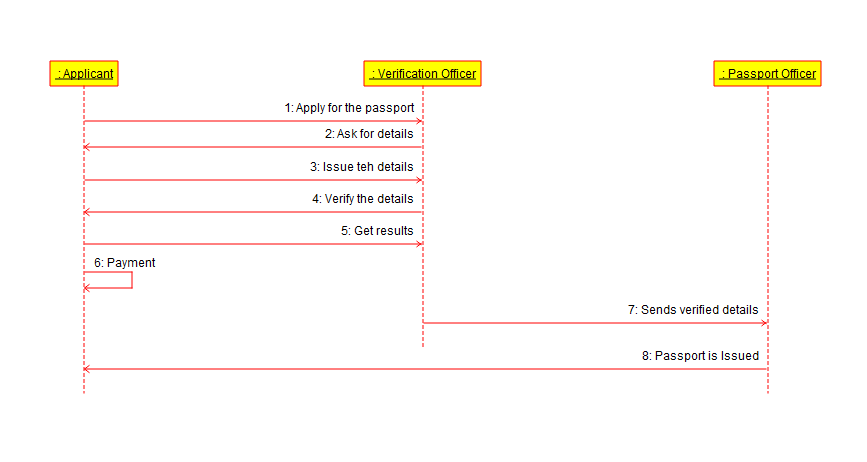 : Applicant
: Verification Officer
: Passport Officer
1: Apply for the passport
2: Ask for details
3: Issue teh details
4: Verify the details
5: Get results
6: Payment
7: Sends verified details
8: Passport is Issued